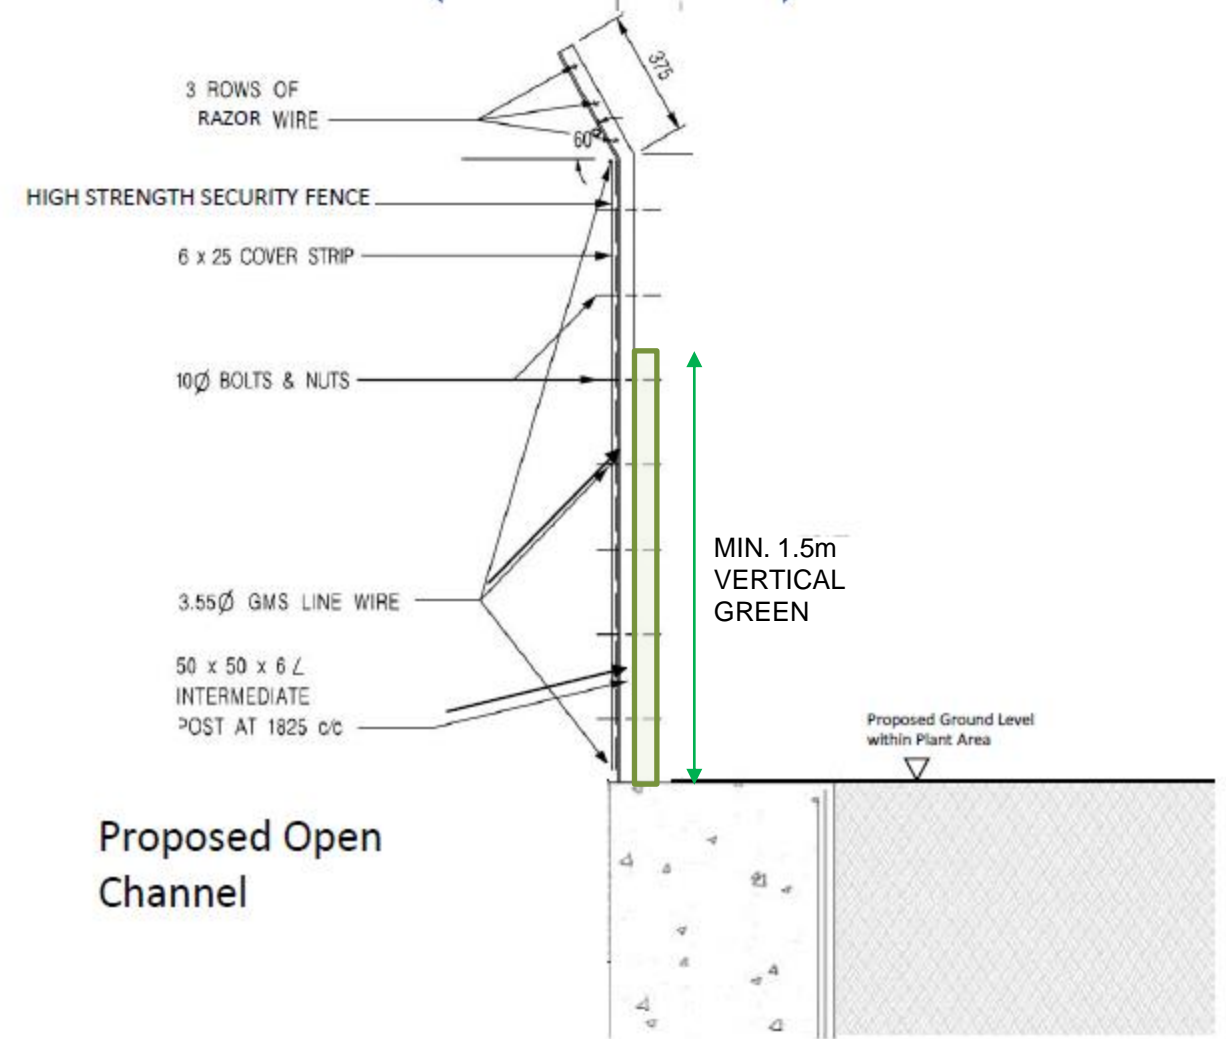 375
3 ROWS OF
RAZOR WIRE
60°
HIGH STRENGTH SECURITY FENCE
6 x 25 COVER STRIP
10Ø BOLTS & NUTS
MIN. 1.5m
VERTICAL
GREEN
3.55Ø GMS LINE WIRE
50 x 50 x 6 ∠
INTERMEDIATE
POST AT 1825 c/c
Proposed Ground Level
within Plant Area
Proposed Open
Channel